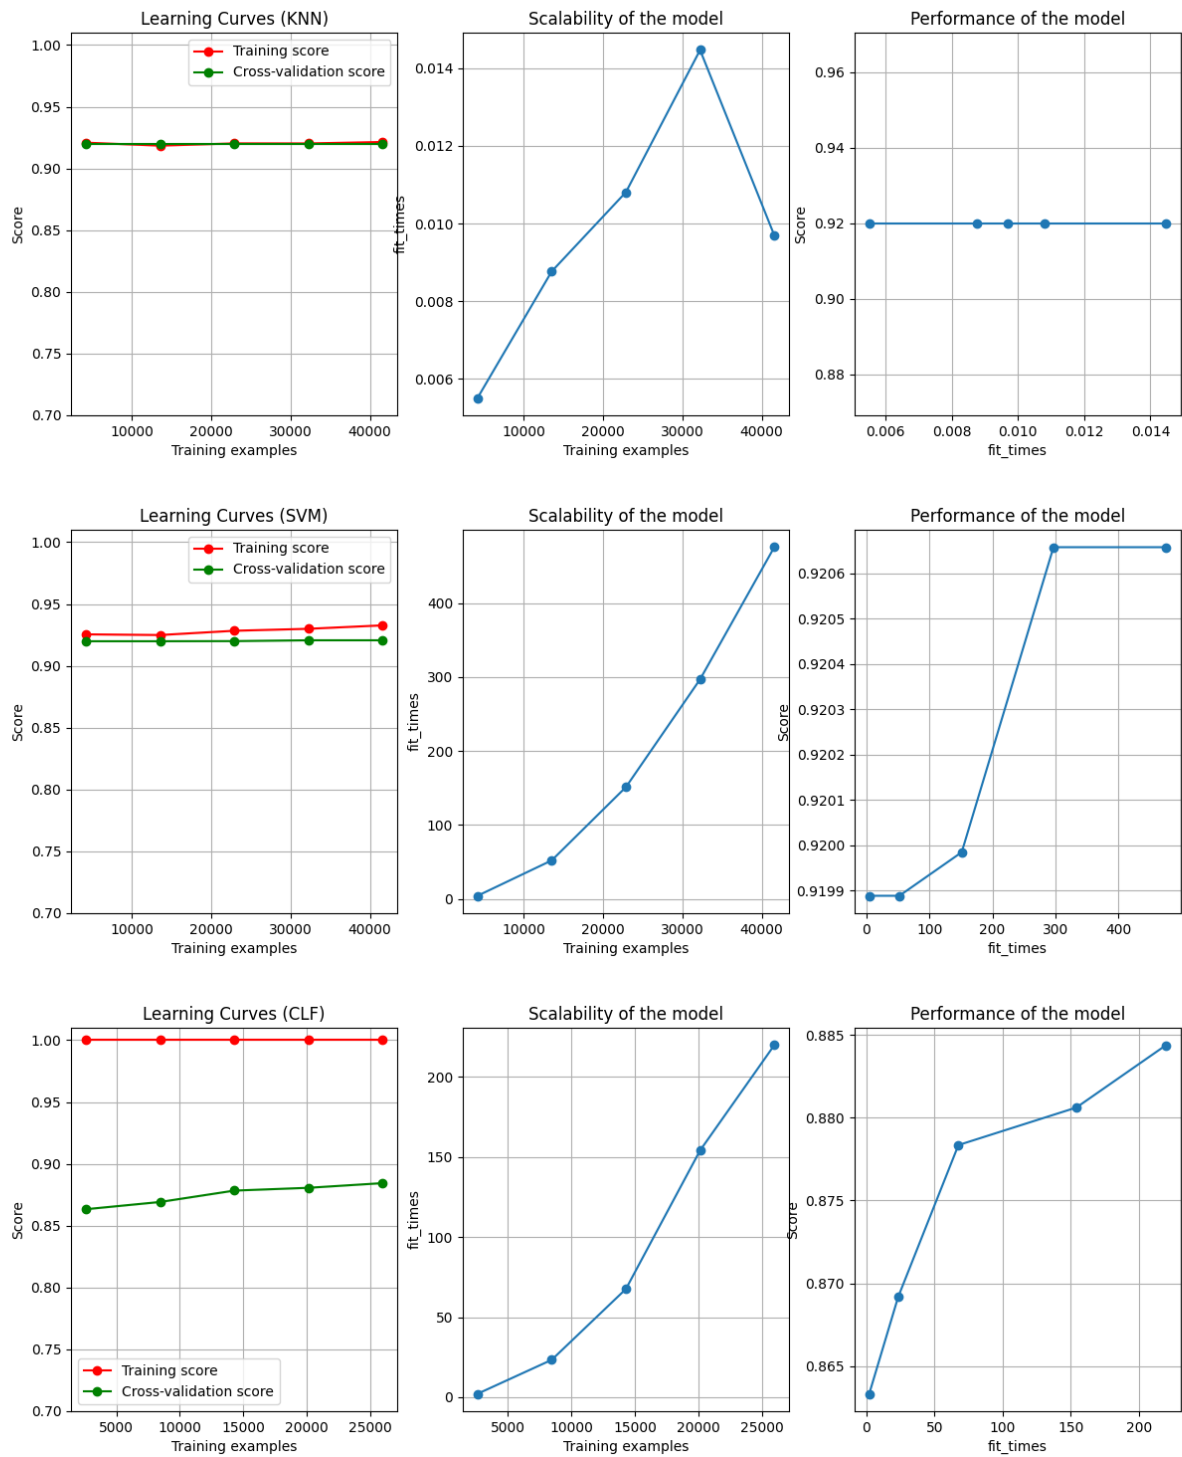 Learning Curves (KNN)
Training score
Cross-validation score
1.00
0.95
0.90
0.85
0.80
0.75
0.70
Score
10000 20000 30000 40000
Training examples
Scalability of the model
0.014
0.012
0.010
0.008
0.006
fit_times
10000 20000 30000 40000
Training examples
Performance of the model
0.96
0.94
0.92
0.90
0.88
Score
0.006 0.008 0.010 0.012 0.014
fit_times
Learning Curves (SVM)
Training score
Cross-validation score
1.00
0.95
0.90
0.85
0.80
0.75
0.70
Score
10000 20000 30000 40000
Training examples
Scalability of the model
400
300
200
100
0
fit_times
10000 20000 30000 40000
Training examples
Performance of the model
0.9206
0.9205
0.9204
0.9203
0.9202
0.9201
0.9200
0.9199
Score
0 100 200 300 400
fit_times
Learning Curves (CLF)
1.00
0.95
0.90
0.85
0.80
0.75
0.70
Score
Training score
Cross-validation score
5000 10000 15000 20000 25000
Training examples
Scalability of the model
200
150
100
50
0
fit_times
5000 10000 15000 20000 25000
Training examples
Performance of the model
0.885
0.880
0.875
0.870
0.865
Score
0 50 100 150 200
fit_times